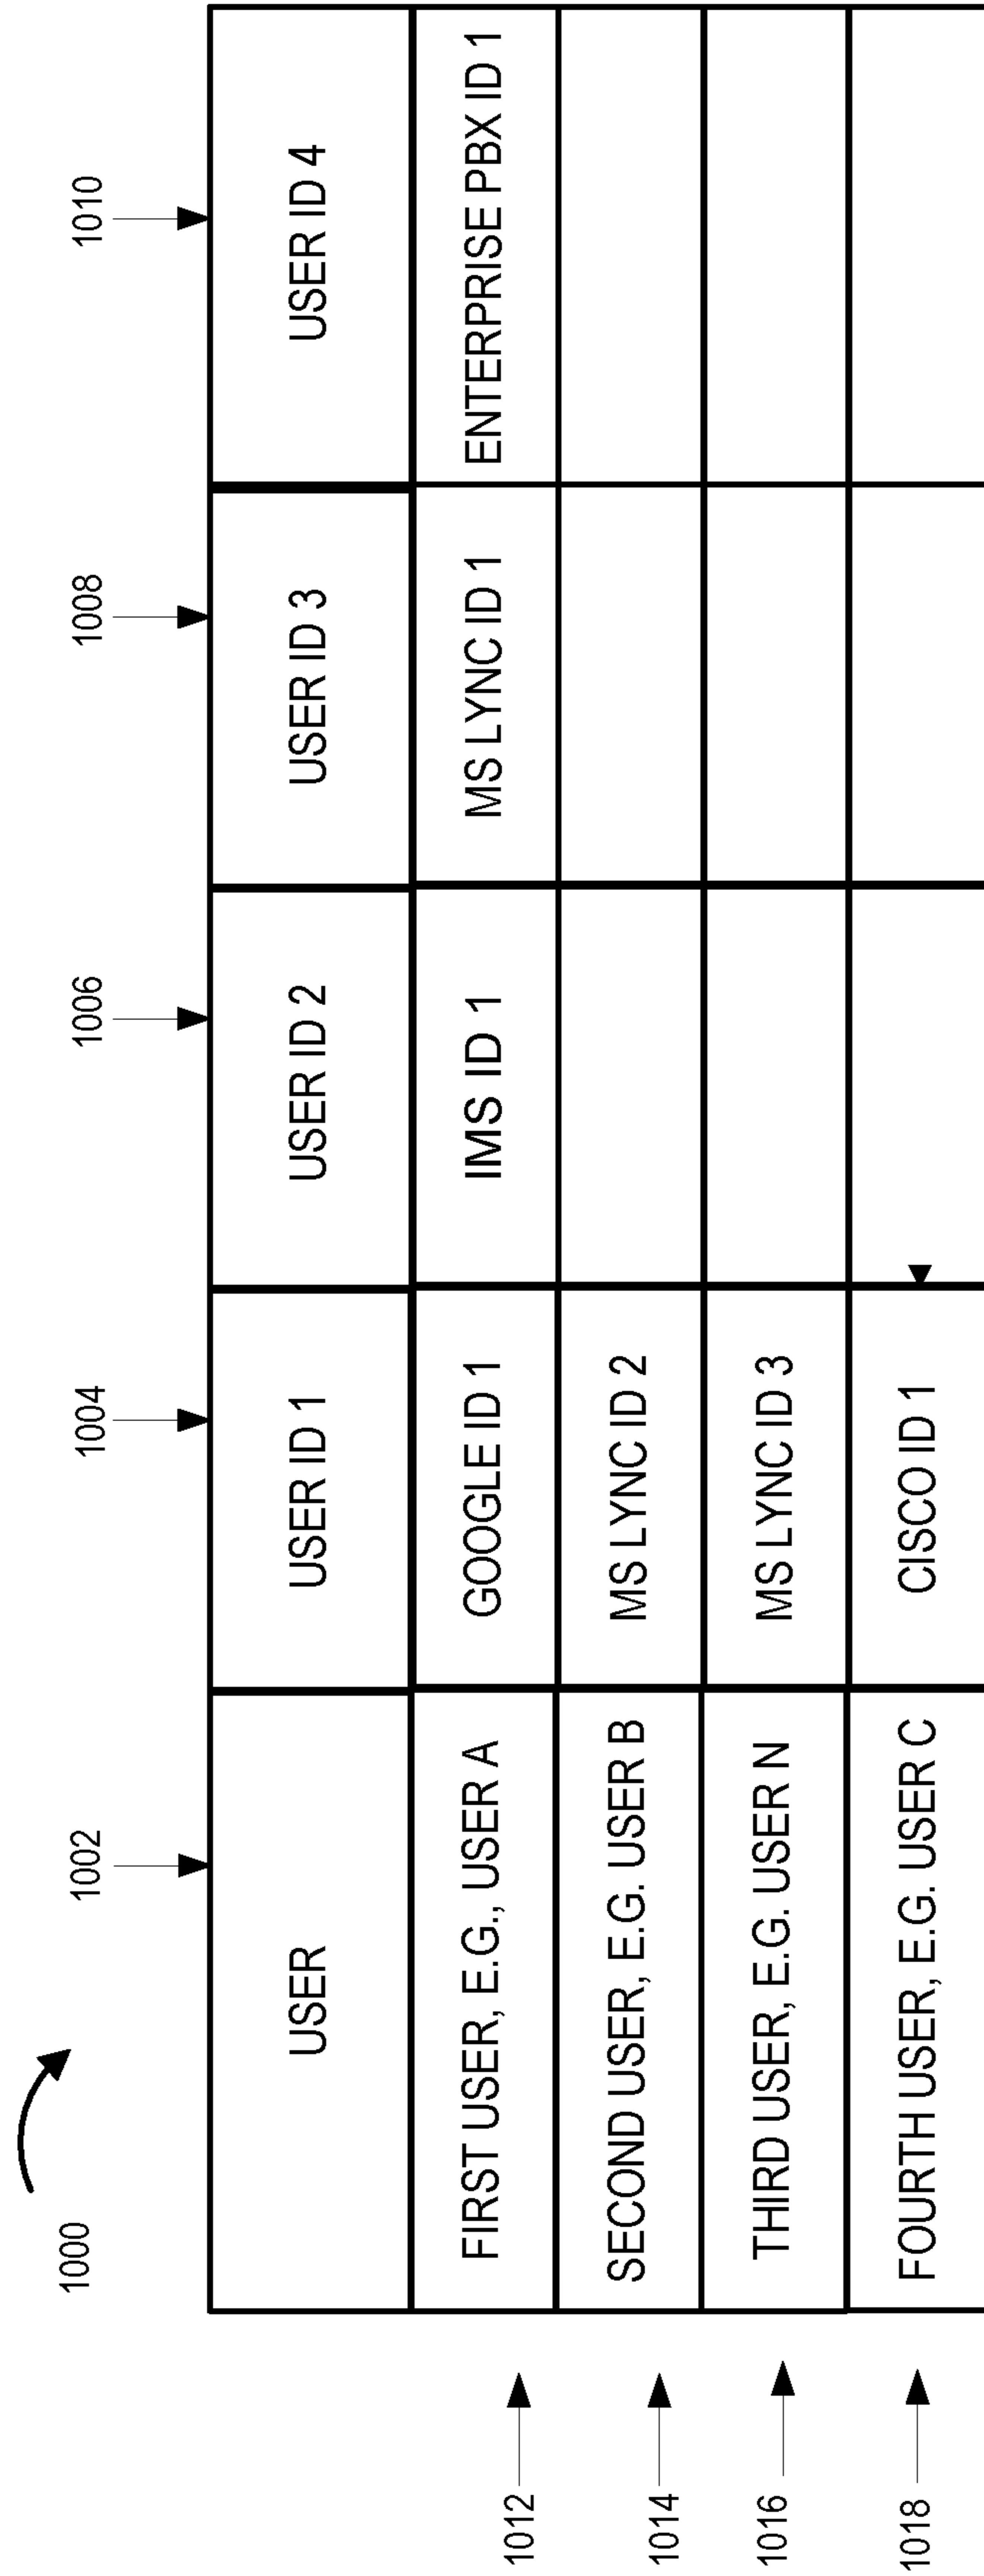 1000
1002
1004
1006
1008
1010
USER
USER ID 1
USER ID 2
USER ID 3
USER ID 4
1012
FIRST USER, E.G., USER A
GOOGLE ID 1
IMS ID 1
MS LYNC ID 1
ENTERPRISE PBX ID 1
1014
SECOND USER, E.G. USER B
MS LYNC ID 2
1016
THIRD USER, E.G. USER N
MS LYNC ID 3
1018
FOURTH USER, E.G. USER C
CISCO ID 1